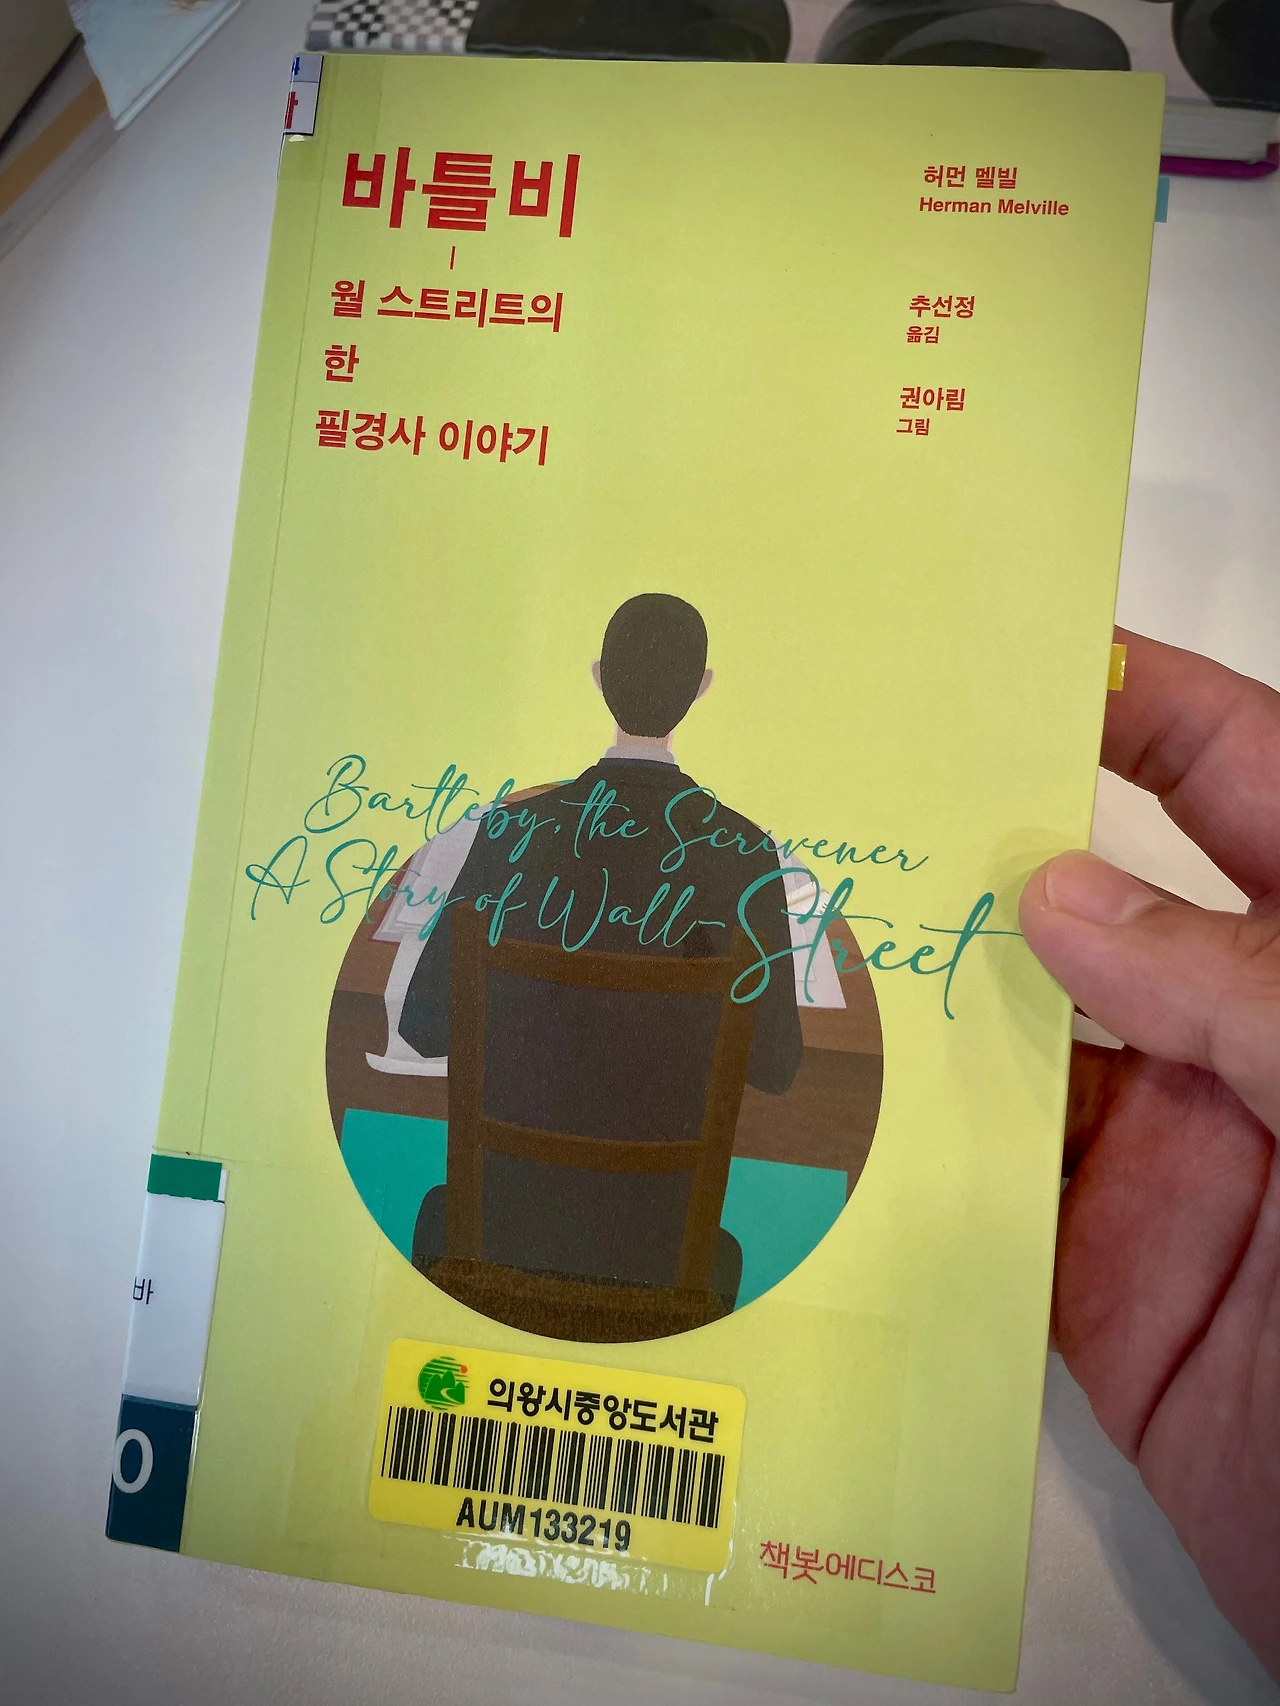 바틀비
월 스트리트의
한
필경사 이야기
허먼 멜빌
Herman Melville
추선정
옮김
권아림
그림
Bartleby, the Scrivener
A Story of Wall-Street
바
0
의왕시중앙도서관
AUM133219
책봇에디스코